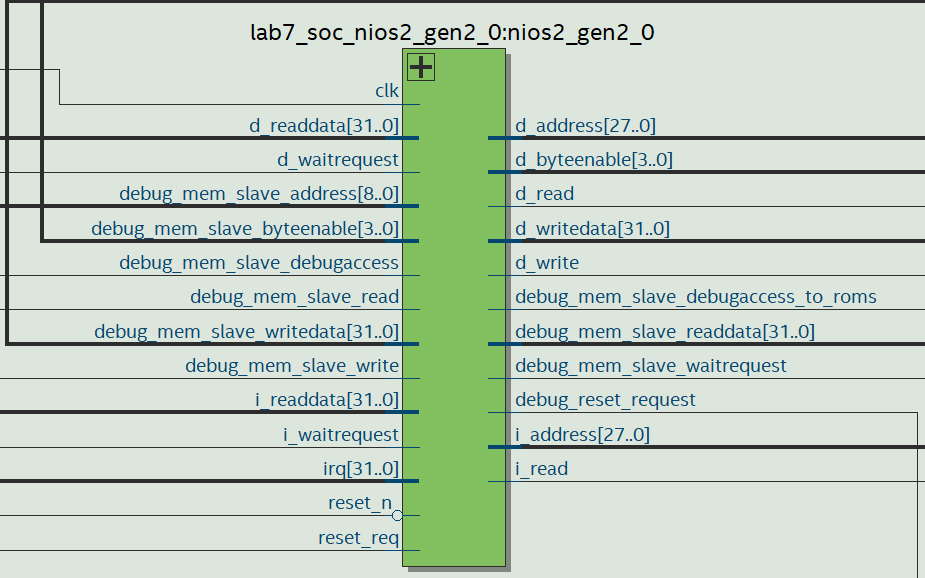 lab7_soc_nios2_gen2_0:nios2_gen2_0
clk
d_readdata[31..0]
d_address[27..0]
d_waitrequest
d_byteenable[3..0]
debug_mem_slave_address[8..0]
d_read
debug_mem_slave_byteenable[3..0]
d_writedata[31..0]
debug_mem_slave_debugaccess
d_write
debug_mem_slave_read
debug_mem_slave_debugaccess_to_roms
debug_mem_slave_writedata[31..0]
debug_mem_slave_readdata[31..0]
debug_mem_slave_write
debug_mem_slave_waitrequest
i_readdata[31..0]
debug_reset_request
i_waitrequest
i_address[27..0]
irq[31..0]
i_read
reset_n
reset_req